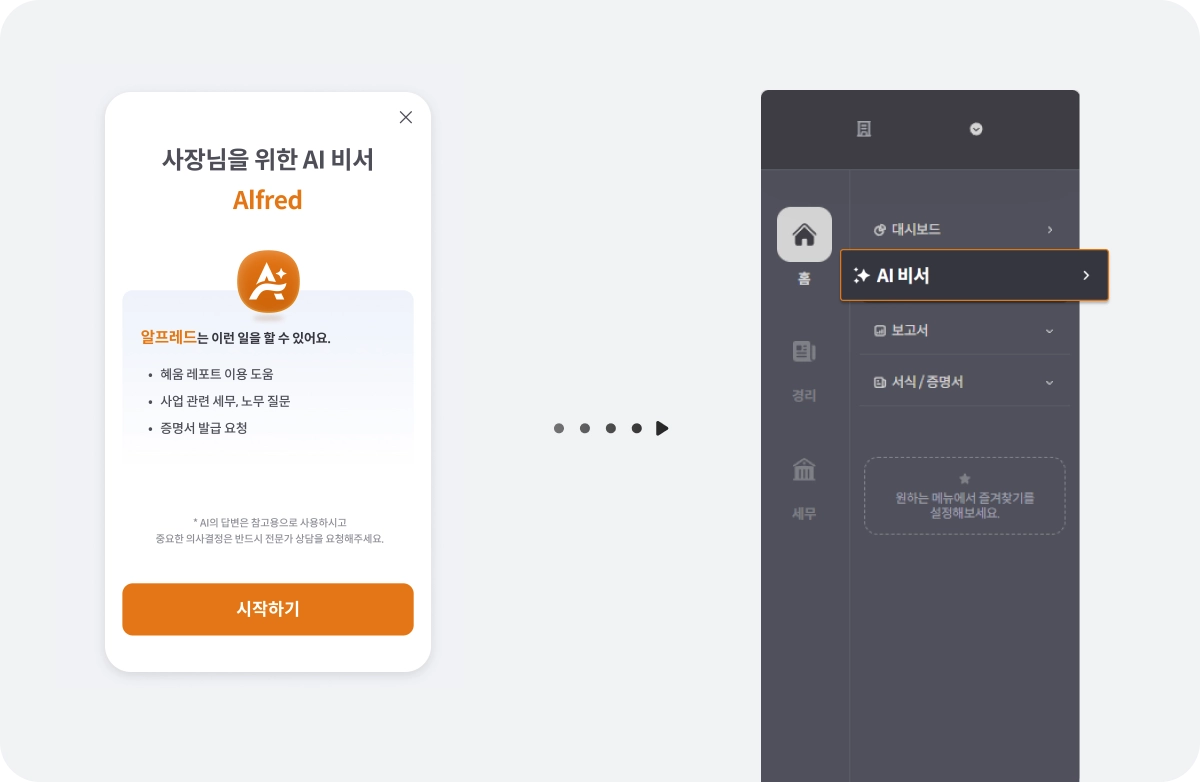 사장님을 위한 AI 비서
Alfred
알프레드는 이런 일을 할 수 있어요.
• 혜움 레포트 이용 도움
• 사업 관련 세무, 노무 질문
• 증명서 발급 요청
* AI의 답변은 참고용으로 사용하시고
중요한 의사결정은 반드시 전문가 상담을 요청해주세요.
시작하기
홈
경리
세무
대시보드
AI 비서
보고서
서식 / 증명서
원하는 메뉴에서 즐겨찾기를
설정해보세요.